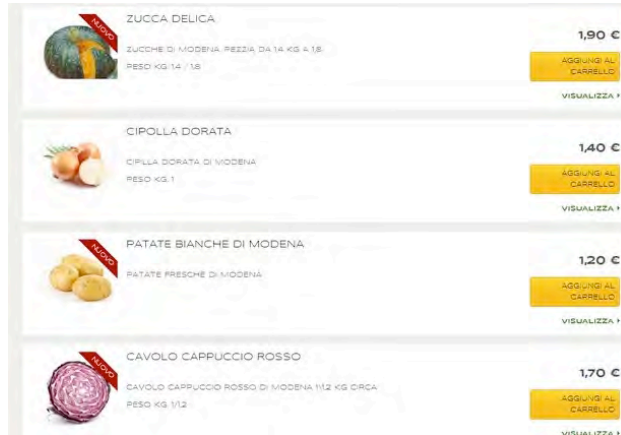 NUOVO
ZUCCA DELICA
ZUCCHE DI MODENA. PEZZIA DA 1.4 KG A 1,8.
PESO KG. 1.4 / 1.8
1,90 €
AGGIUNGI AL
CARRELLO
VISUALIZZA
CIPOLLA DORATA
CIPLLA DORATA DI MODENA
PESO KG. 1
1,40 €
AGGIUNGI AL
CARRELLO
VISUALIZZA
NUOVO
PATATE BIANCHE DI MODENA
PATATE FRESCHE DI MODENA
1,20 €
AGGIUNGI AL
CARRELLO
VISUALIZZA
NUOVO
CAVOLO CAPPUCCIO ROSSO
CAVOLO CAPPUCCIO ROSSO DI MODENA 1\1.2 KG CIRCA
PESO KG. 1/1.2
1,70 €
AGGIUNGI AL
CARRELLO
VISUALIZZA